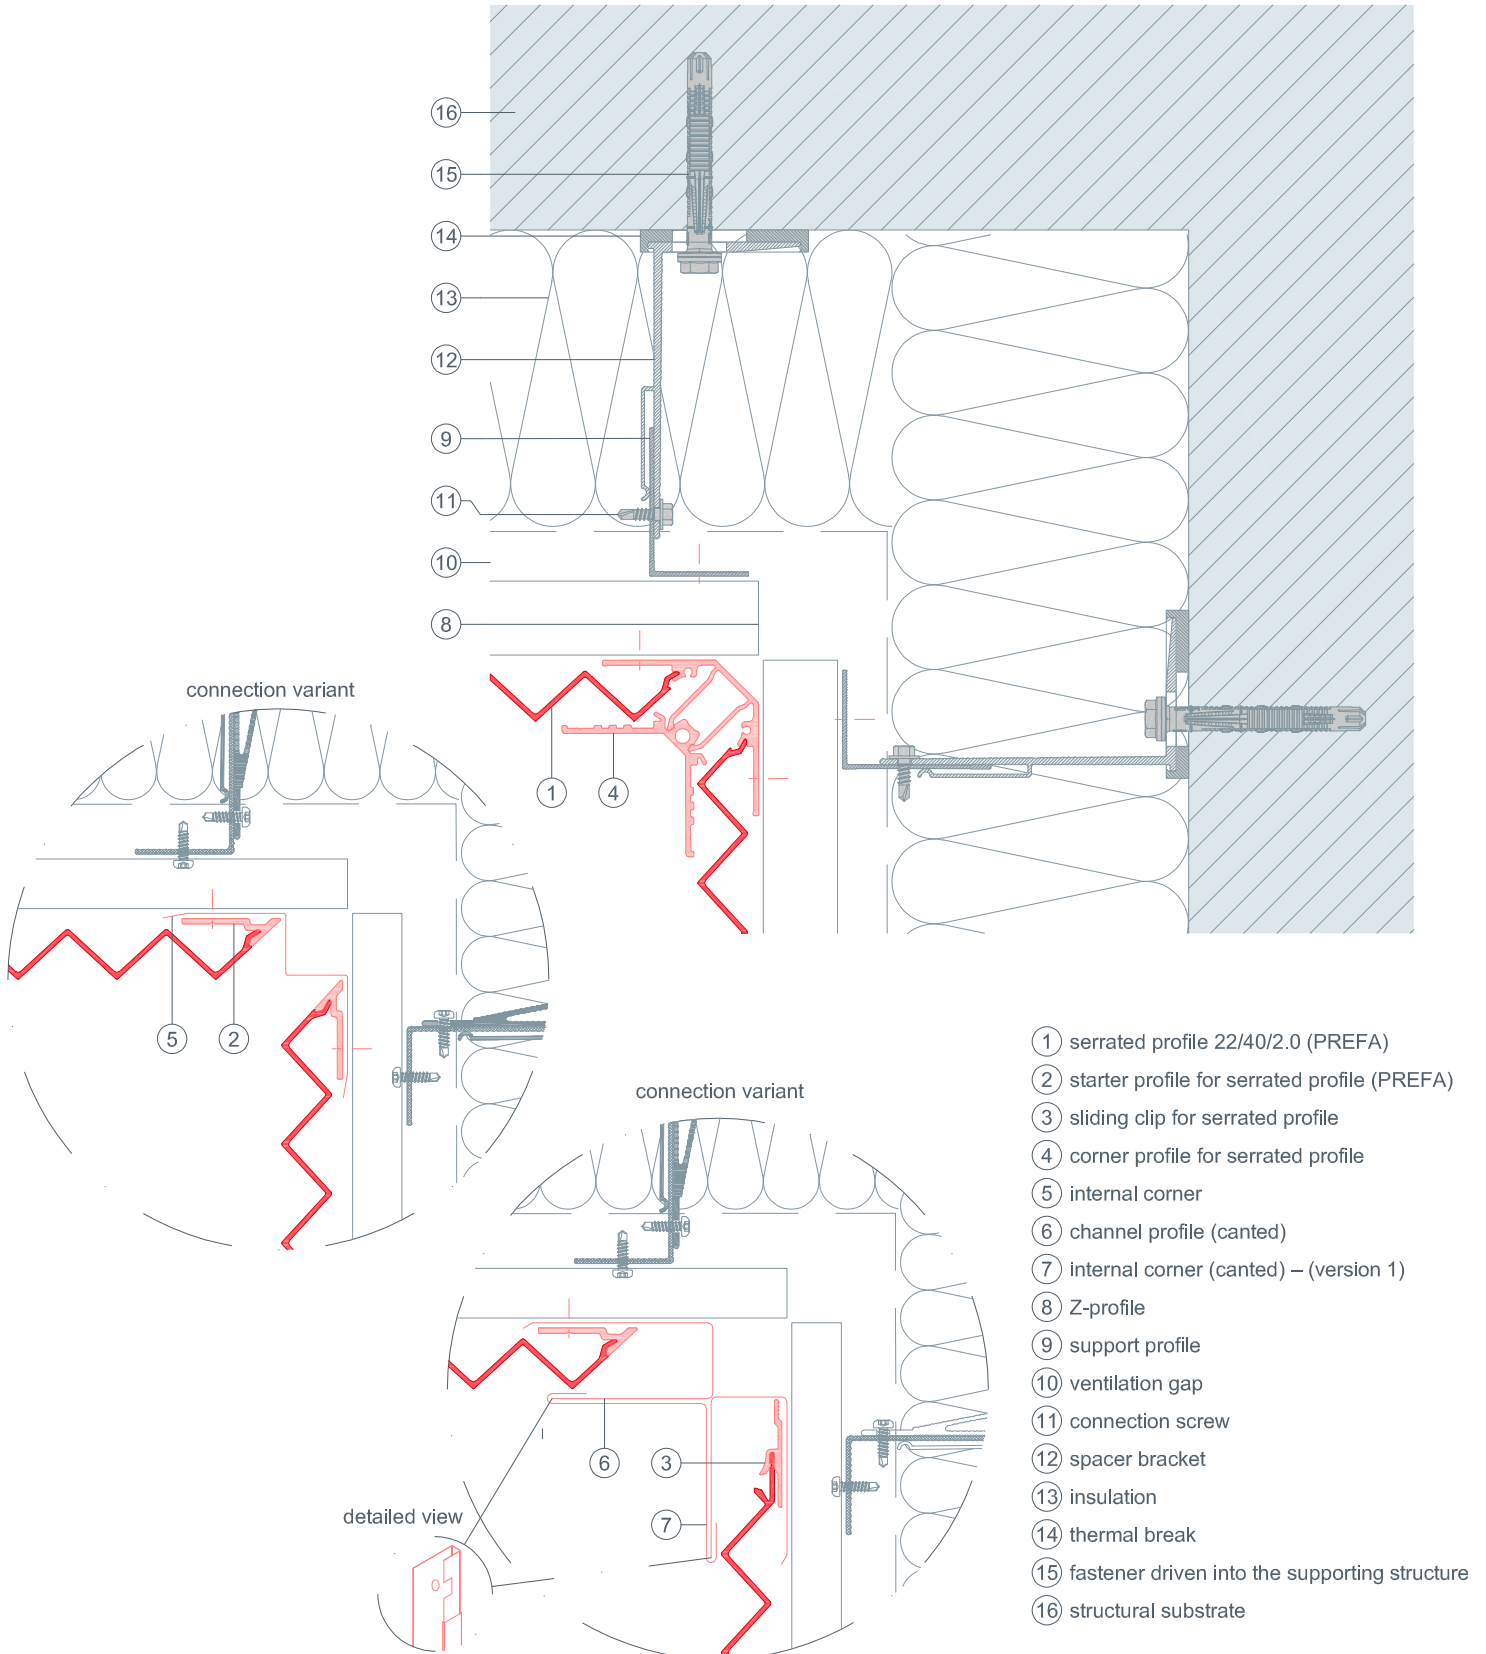 16
15
14
13
12
9
11
10
8
1
4
connection variant
5
2
connection variant
6
3
7
detailed view
1 serrated profile 22/40/2.0 (PREFA)
2 starter profile for serrated profile (PREFA)
3 sliding clip for serrated profile
4 corner profile for serrated profile
5 internal corner
6 channel profile (canted)
7 internal corner (canted) – (version 1)
8 Z-profile
9 support profile
10 ventilation gap
11 connection screw
12 spacer bracket
13 insulation
14 thermal break
15 fastener driven into the supporting structure
16 structural substrate